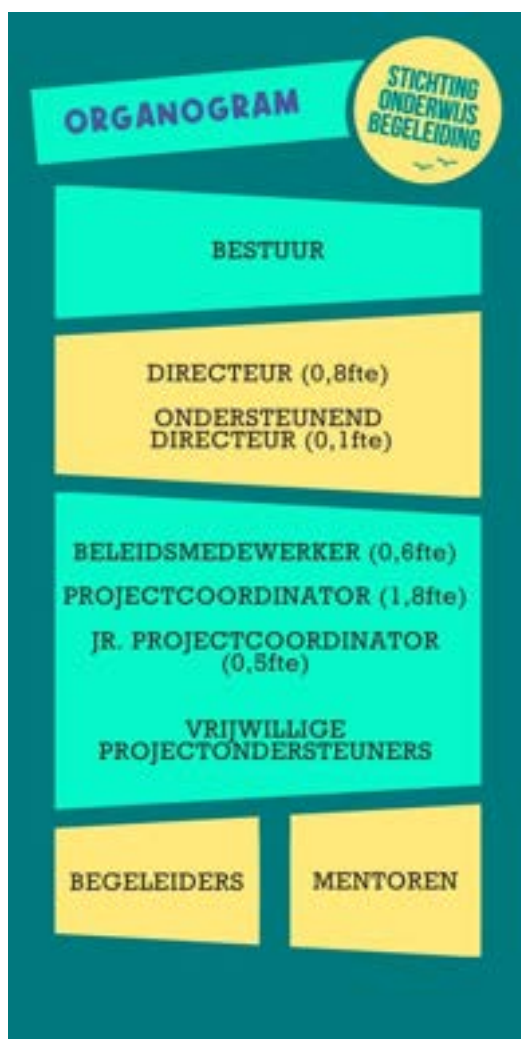 ORGANOGRAM
STICHTING
ONDERWIJS
BEGELEIDING
BESTUUR
DIRECTEUR (0,8fte)
ONDERSTEUNEND
DIRECTEUR (0,1fte)
BELEIDSMEDEWERKER (0,6fte)
PROJECTCOORDINATOR (1,8fte)
JR. PROJECTCOORDINATOR
(0,5fte)
VRIJWILLIGE
PROJECTONDERSTEUNERS
BEGELEIDERS
MENTOREN